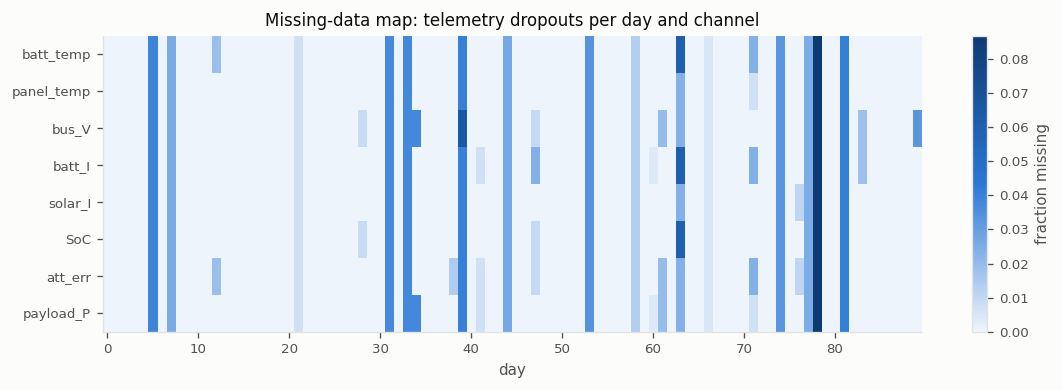 Missing-data map: telemetry dropouts per day and channel
batt_temp
panel_temp
bus_V
batt_I
solar_I
SoC
att_err
payload_P
0 10 20 30 40 50 60 70 80
day
0.08
0.07
0.06
0.05
0.04
0.03
0.02
0.01
0.00
fraction missing